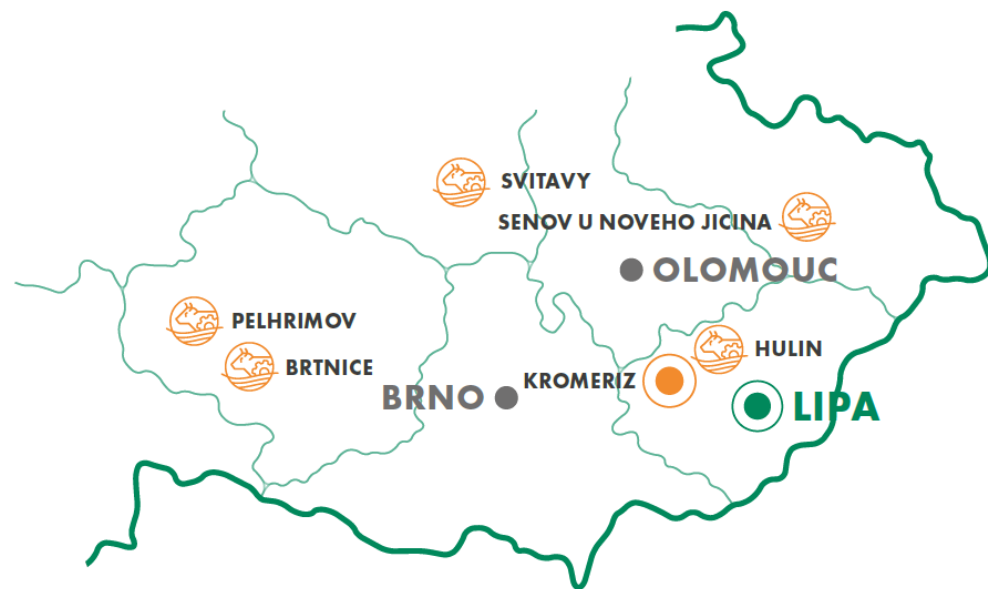 SVITAVY
SENOV U NOVEHO JICINA
OLOMOUC
PELHRIMOV
HULIN
BRTNICE
KROMERIZ
BRNO
LIPA